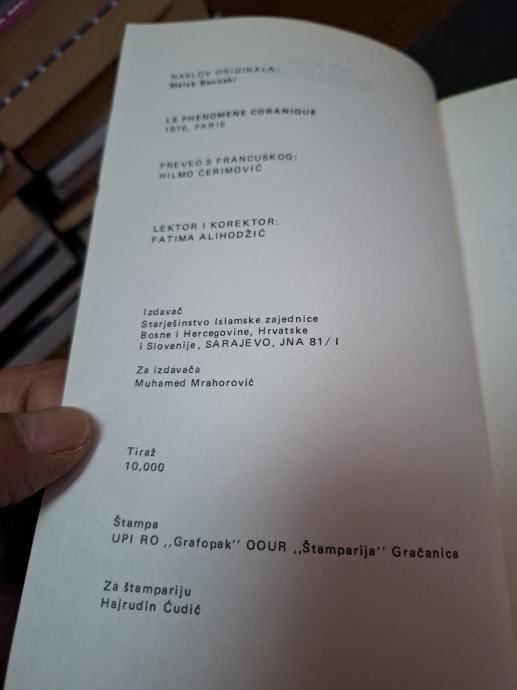 NASLOV ORIGINALA:
Malek Bennabi
LE PHENOMENE CORANIQUE
1976, PARIS
PREVEO S FRANCUSKOG:
HILMO ĆERIMOVIĆ
LEKTOR I KOREKTOR:
FATIMA ALIHODŽIĆ
Izdavač
Starješinstvo Islamske zajednice
Bosne i Hercegovine, Hrvatske
i Slovenije, SARAJEVO, JNA 81/ I
Za izdavača
Muhamed Mrahorović
Tiraž
10.000
Štampa
UPI RO ,,Grafopak'' OOUR ,,Štamparija'' Gračanica
Za štampariju
Hajrudin Ćudić